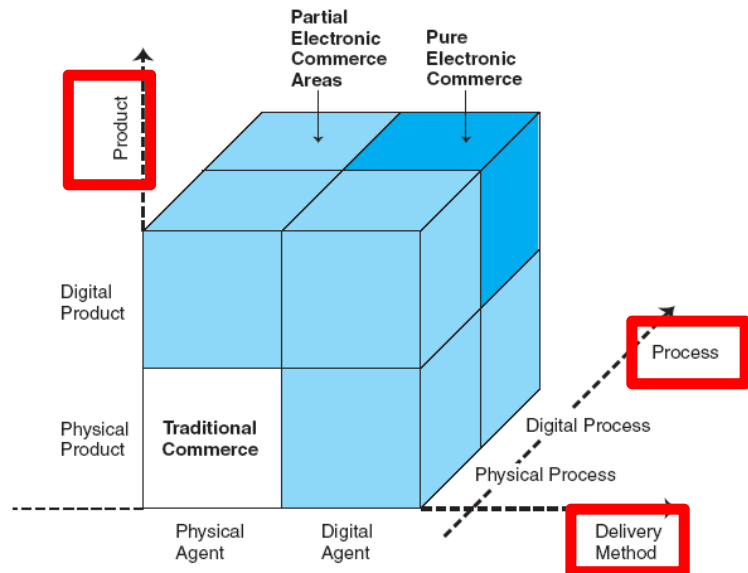 Partial
Electronic
Commerce
Areas
Pure
Electronic
Commerce
Product
Digital
Product
Process
Digital Process
Physical
Product
Traditional
Commerce
Physical Process
Physical
Agent
Digital
Agent
Delivery
Method